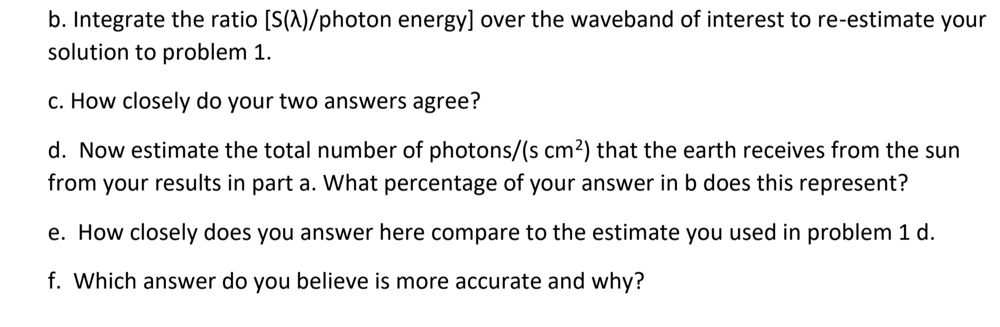 b. Integrate the ratio [S(λ)/photon energy] over the waveband of interest to re-estimate your
solution to problem 1.
c. How closely do your two answers agree?
d.  Now estimate the total number of photons/(s cm²) that the earth receives from the sun
from your results in part a. What percentage of your answer in b does this represent?
e.  How closely does you answer here compare to the estimate you used in problem 1 d.
f.  Which answer do you believe is more accurate and why?